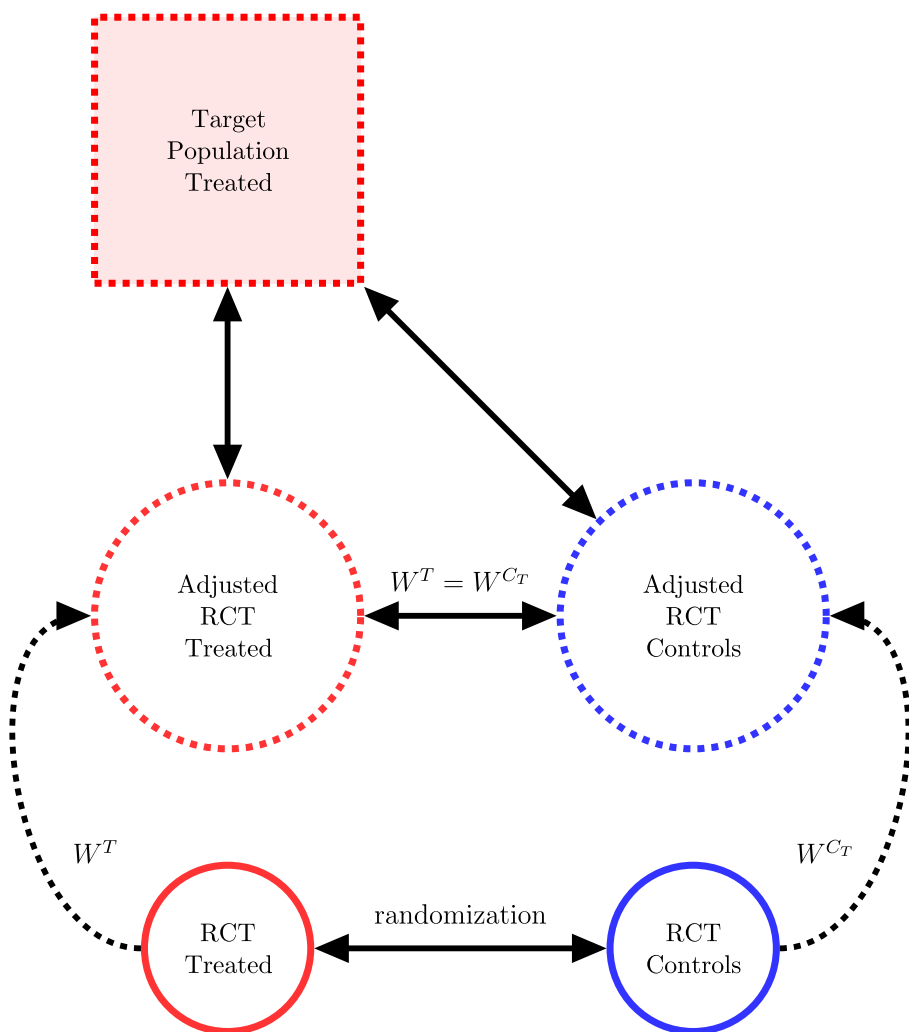 Target
Population
Treated
W^T = W^{C_T}
Adjusted
RCT
Treated
Adjusted
RCT
Controls
W^T
W^{C_T}
randomization
RCT
Treated
RCT
Controls